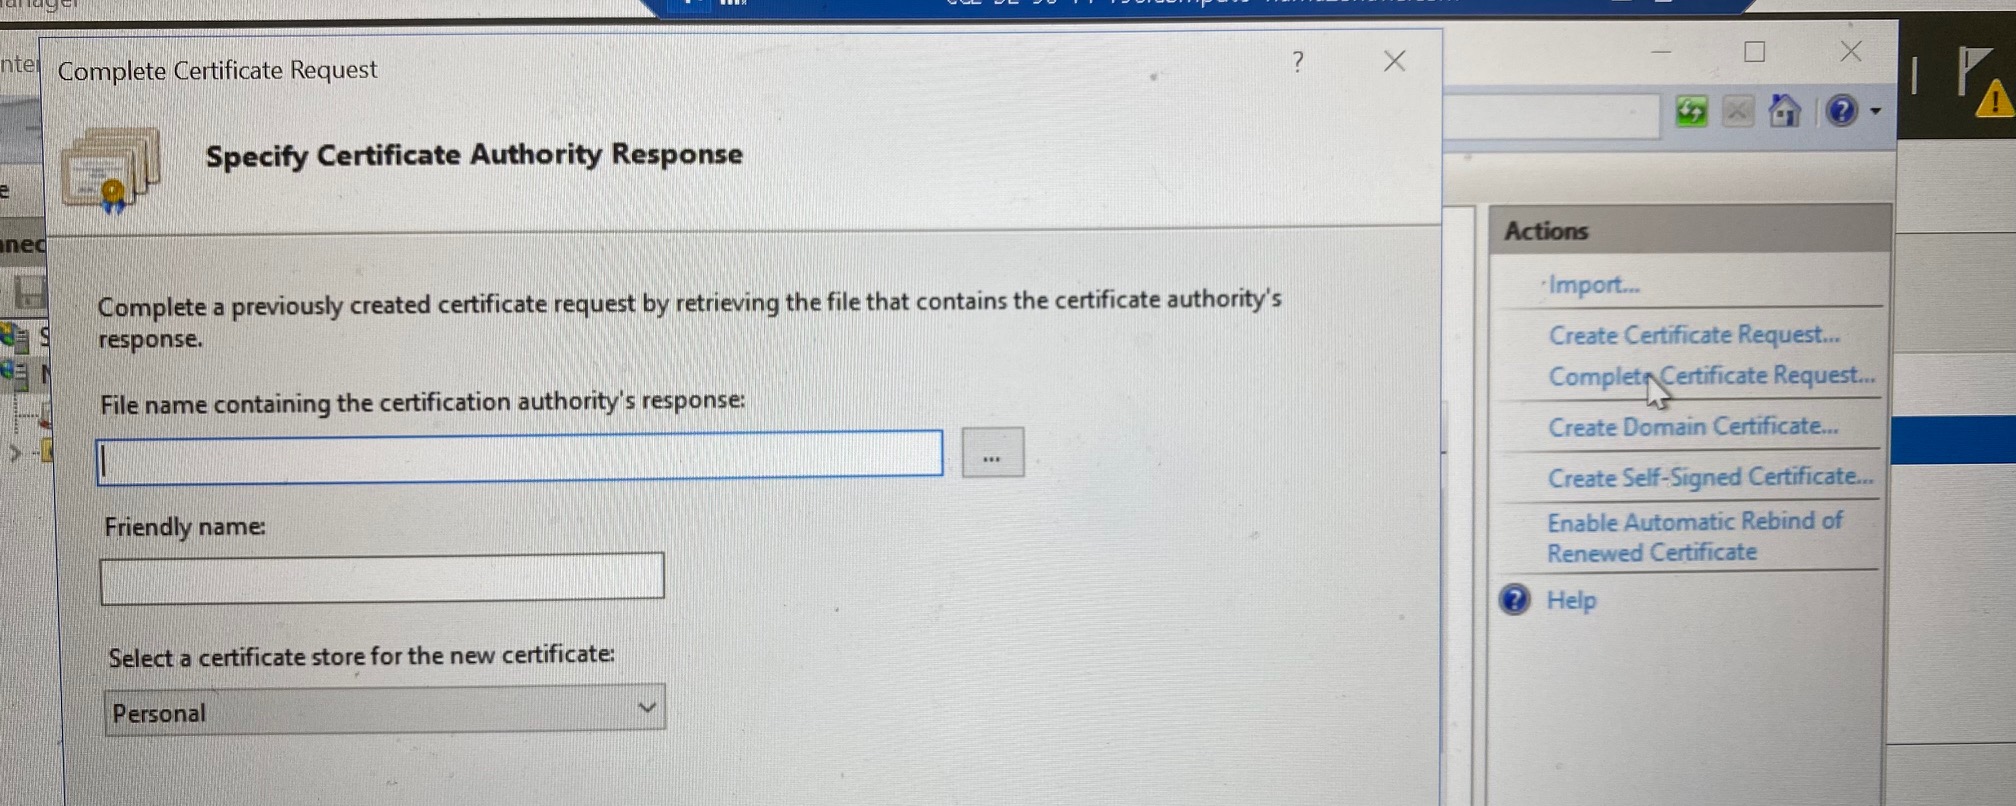 Complete Certificate Request
?
Specify Certificate Authority Response
Complete a previously created certificate request by retrieving the file that contains the certificate authority's
response.
File name containing the certification authority's response:
...
Friendly name:
Select a certificate store for the new certificate:
Personal
Actions
Import...
Create Certificate Request...
Complete Certificate Request...
Create Domain Certificate...
Create Self-Signed Certificate...
Enable Automatic Rebind of
Renewed Certificate
Help